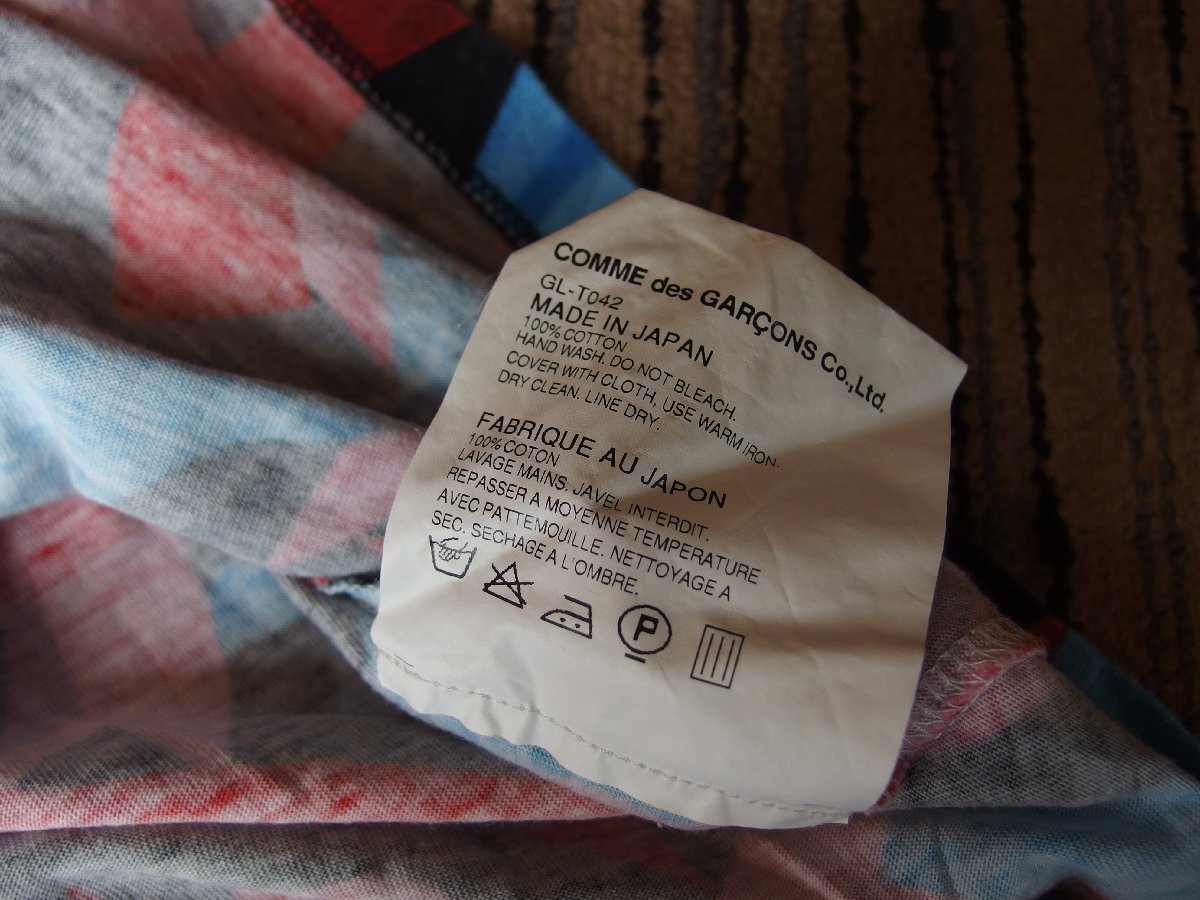 COMME des GARÇONS Co.,Ltd.
GL-T042
MADE IN JAPAN
100% COTTON
HAND WASH. DO NOT BLEACH.
COVER WITH CLOTH, USE WARM IRON.
DRY CLEAN. LINE DRY.
FABRIQUE AU JAPON
100% COTON
LAVAGE MAINS. JAVEL INTERDIT.
REPASSER A MOYENNE TEMPERATURE
AVEC PATTEMOUILLE. NETTOYAGE A
SEC. SECHAGE A L'OMBRE.
P